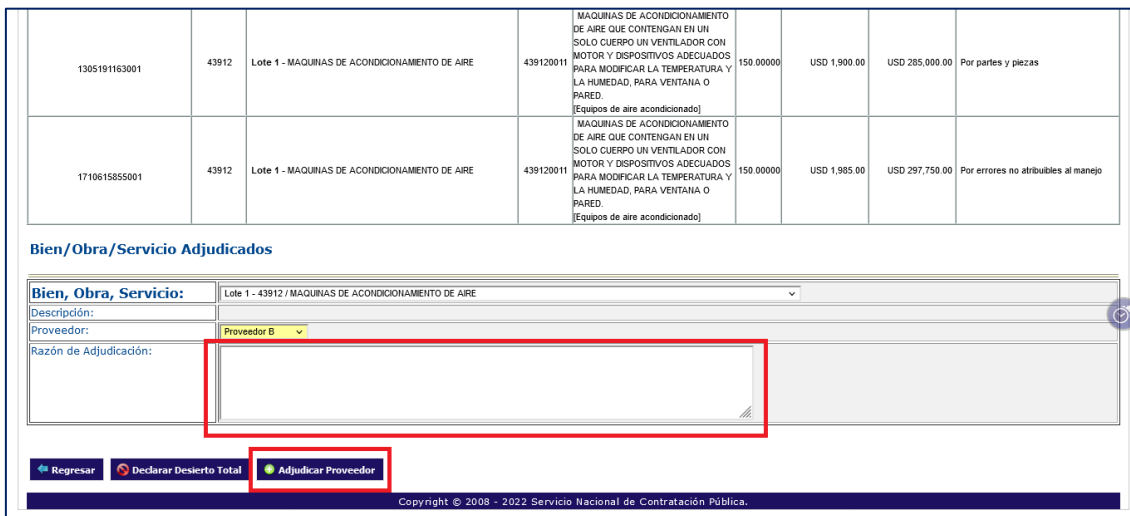 MAQUINAS DE ACONDICIONAMIENTO
DE AIRE QUE CONTENGAN EN UN
SOLO CUERPO UN VENTILADOR CON
MOTOR Y DISPOSITIVOS ADECUADOS
PARA MODIFICAR LA TEMPERATURA Y
LA HUMEDAD, PARA VENTANA O
PARED.
[Equipos de aire acondicionado]
1305191163001 43912 Lote 1 - MAQUINAS DE ACONDICIONAMIENTO DE AIRE 439120011 150.00000 USD 1,900.00 USD 285,000.00 Por partes y piezas
MAQUINAS DE ACONDICIONAMIENTO
DE AIRE QUE CONTENGAN EN UN
SOLO CUERPO UN VENTILADOR CON
MOTOR Y DISPOSITIVOS ADECUADOS
PARA MODIFICAR LA TEMPERATURA Y
LA HUMEDAD, PARA VENTANA O
PARED.
[Equipos de aire acondicionado]
1710615855001 43912 Lote 1 - MAQUINAS DE ACONDICIONAMIENTO DE AIRE 439120011 150.00000 USD 1,985.00 USD 297,750.00 Por errores no atribuibles al manejo
Bien/Obra/Servicio Adjudicados
Bien, Obra, Servicio: Lote 1 - 43912 / MAQUINAS DE ACONDICIONAMIENTO DE AIRE
Descripción:
Proveedor: Proveedor B
Razón de Adjudicación:
Regresar Declarar Desierto Total Adjudicar Proveedor
Copyright © 2008 - 2022 Servicio Nacional de Contratación Pública.